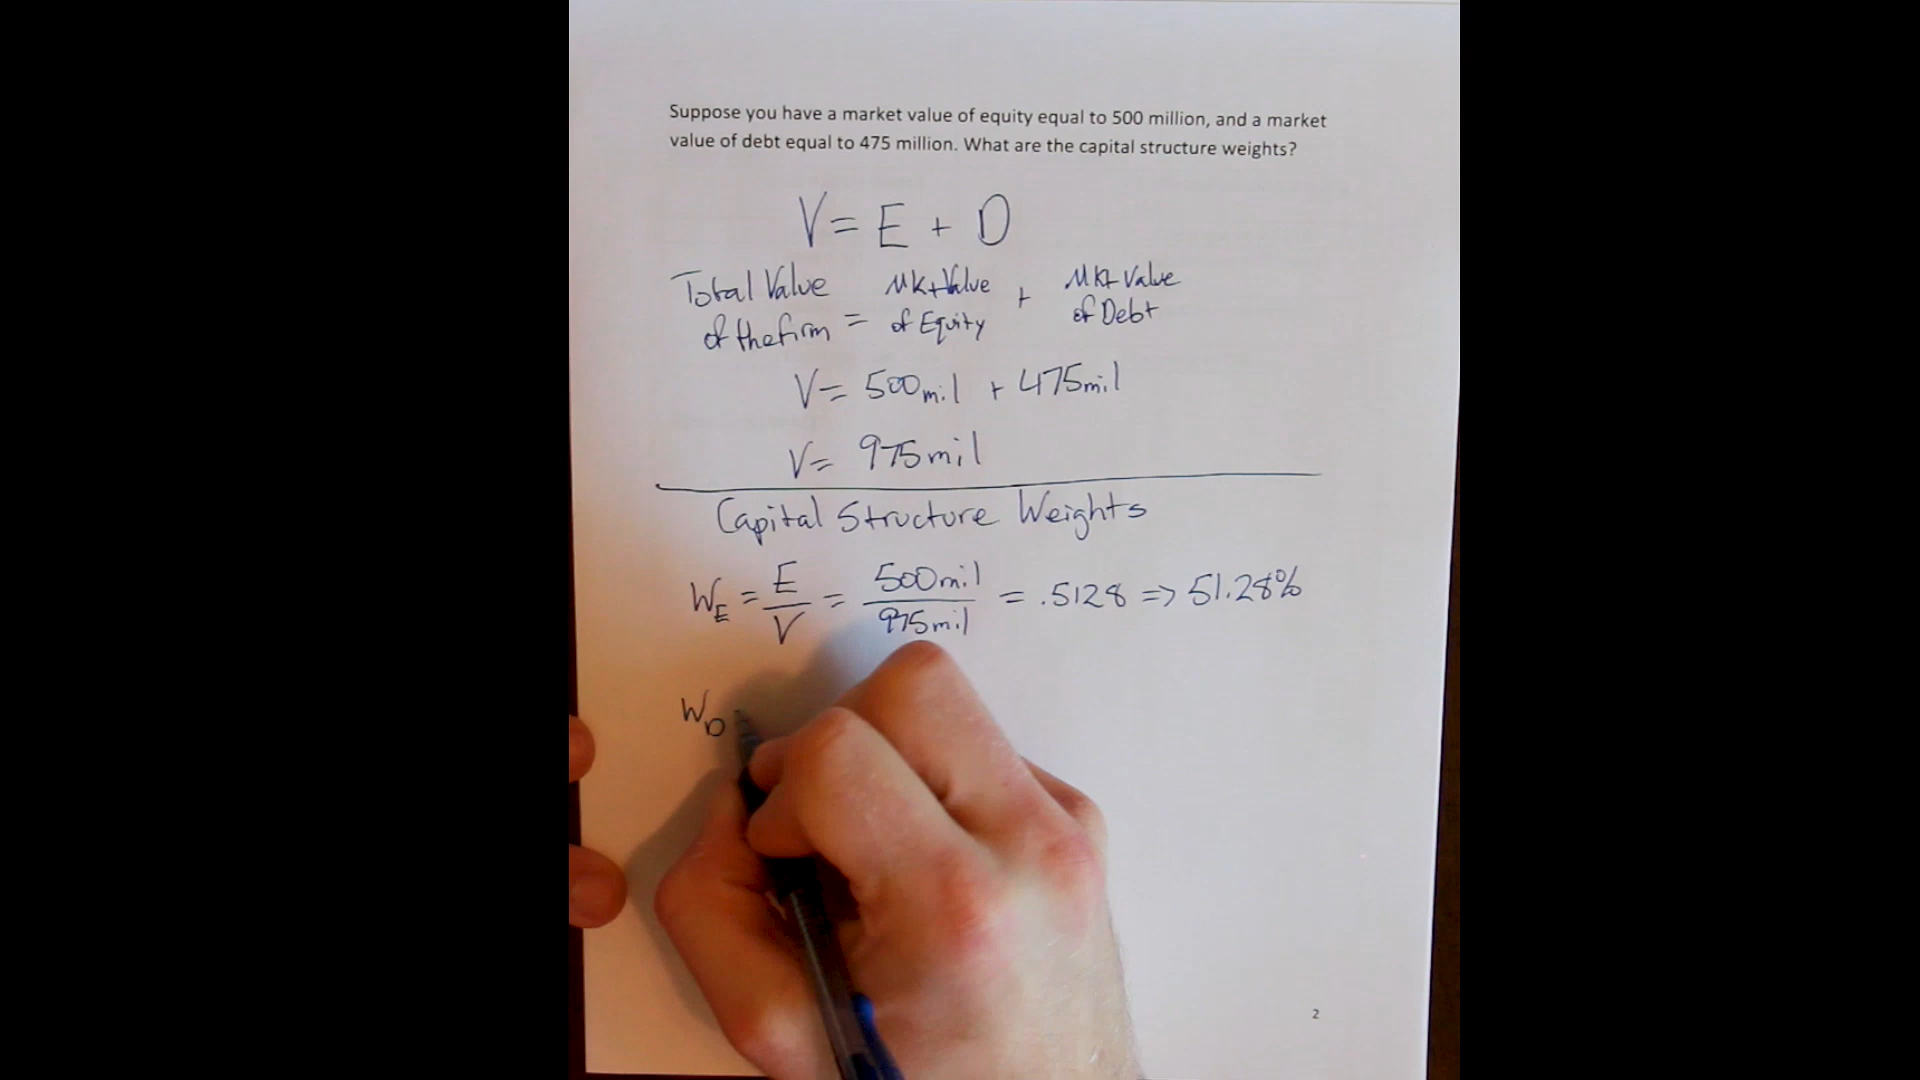 Suppose you have a market value of equity equal to 500 million, and a market
value of debt equal to 475 million. What are the capital structure weights?
V = E + D
Total Value of the firm = Mkt Value of Equity + Mkt Value of Debt
V = 500mil + 475mil
V = 975mil
Capital Structure Weights
WE = E/V = 500mil/975mil = .5128 => 51.28%
WD
2